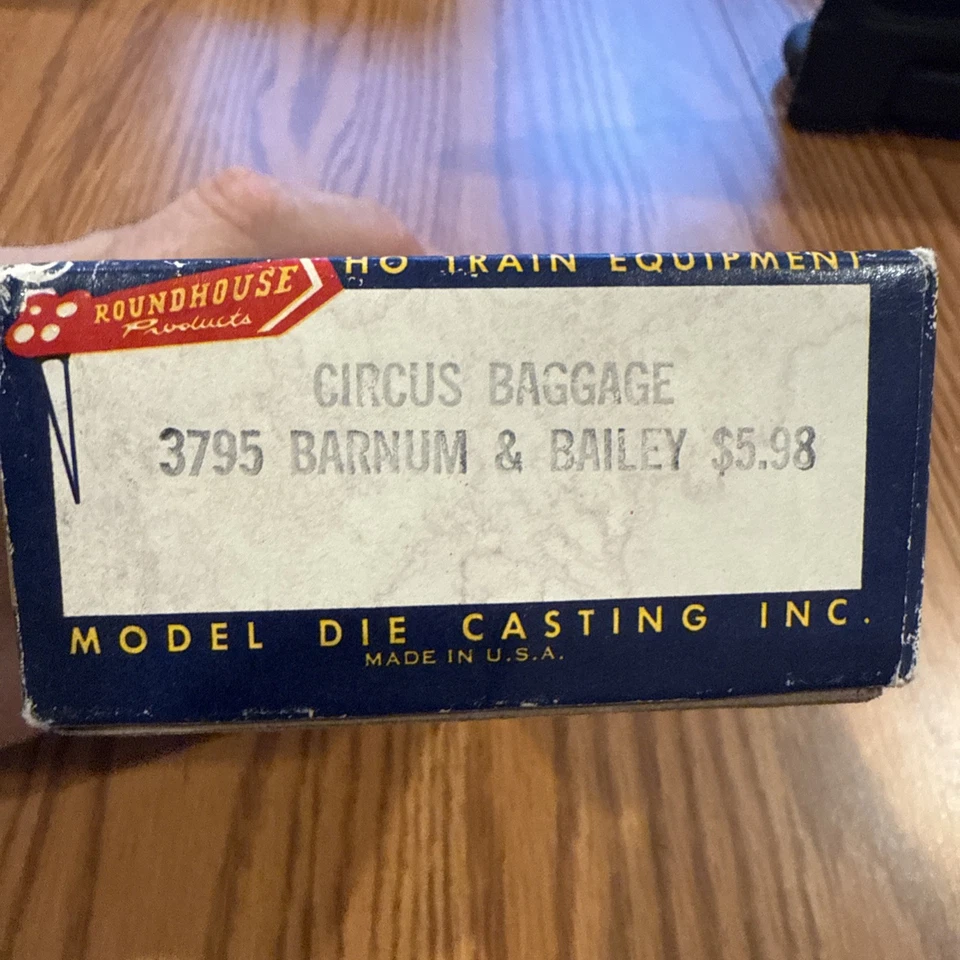 HO TRAIN EQUIPMENT
ROUNDHOUSE
Products
CIRCUS BAGGAGE
3795 BARNUM & BAILEY $5.98
MODEL DIE CASTING INC.
MADE IN U.S.A.